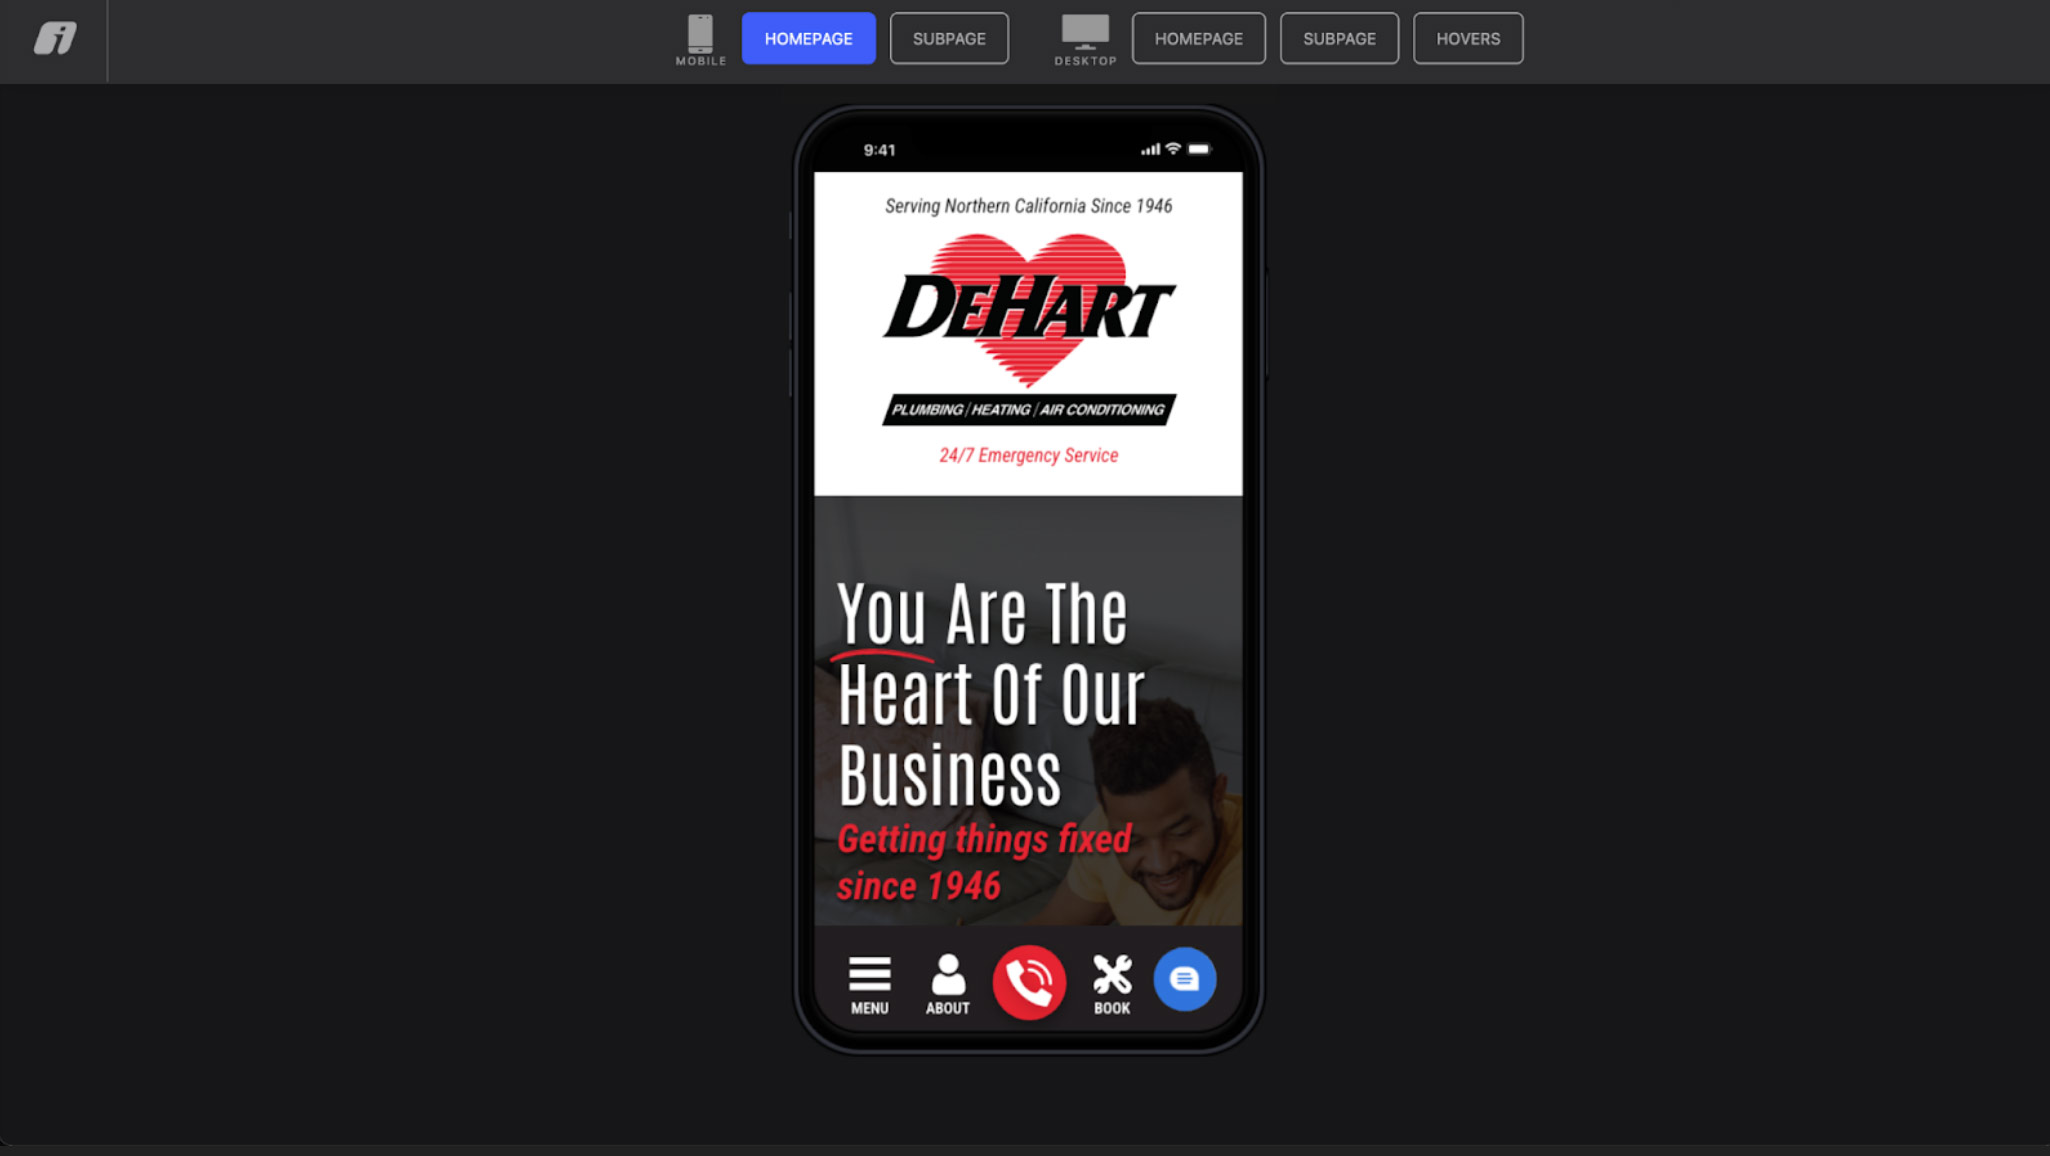 MOBILE
HOMEPAGE
SUBPAGE
DESKTOP
HOMEPAGE
SUBPAGE
HOVERS
9:41
Serving Northern California Since 1946
DEHART
PLUMBING / HEATING / AIR CONDITIONING
24/7 Emergency Service
You Are The
Heart Of Our
Business
Getting things fixed
since 1946
MENU
ABOUT
BOOK